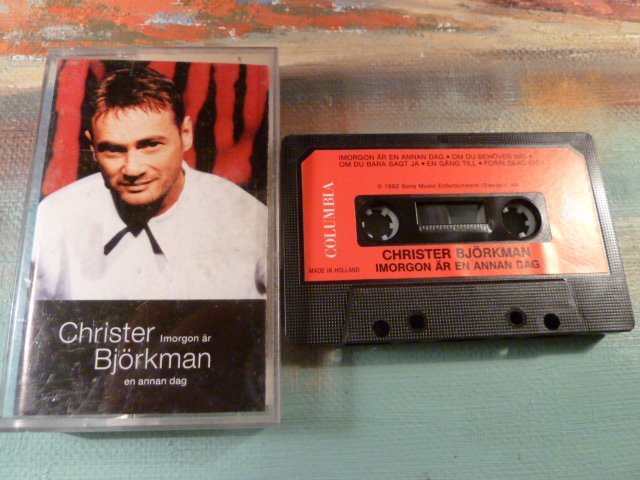 Christer Imorgon är
Björkman
en annan dag
IMORGON ÄR EN ANNAN DAG • OM DU BEHÖVER MIG •
OM DU BARA SAGT JA • EN GÅNG TILL •
℗ 1992 Sony Music Entertainment (Sweden) AB
COLUMBIA
CHRISTER BJÖRKMAN
MADE IN HOLLAND
IMORGON ÄR EN ANNAN DAG